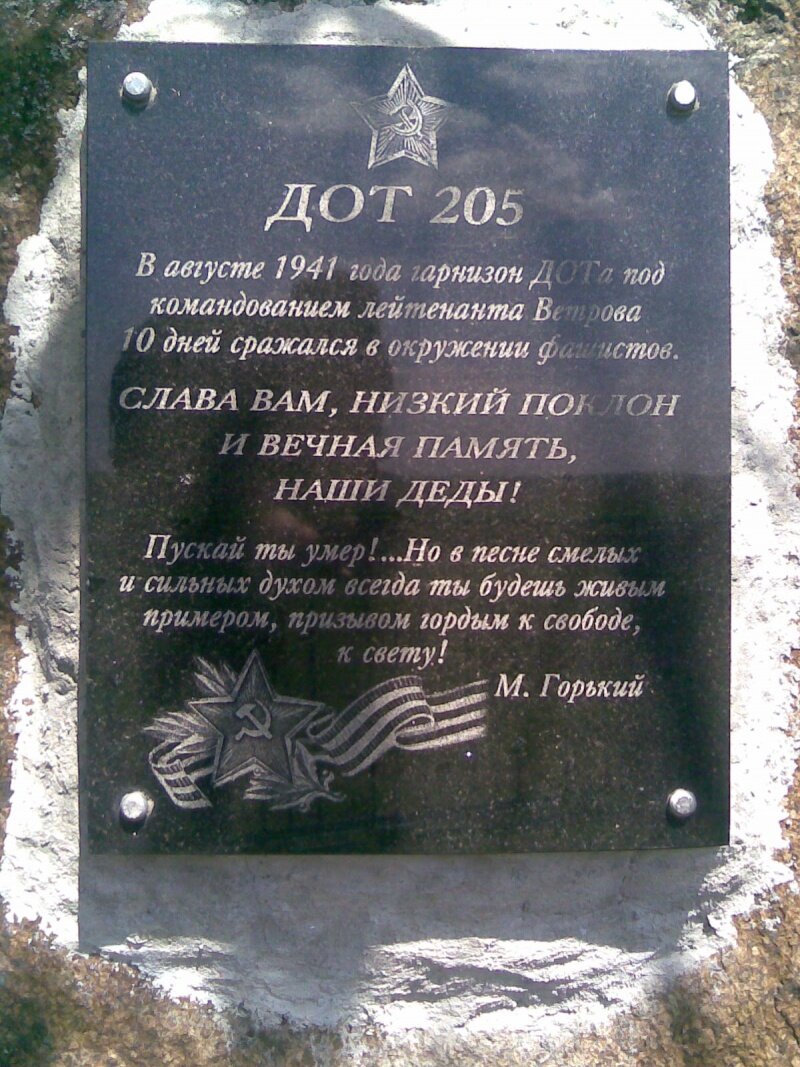 ДОТ 205
В августе 1941 года гарнизон ДОТа под
командованием лейтенанта Ветрова
10 дней сражался в окружении фашистов.
СЛАВА ВАМ, НИЗКИЙ ПОКЛОН
И ВЕЧНАЯ ПАМЯТЬ,
НАШИ ДЕДЫ!
Пускай ты умер!...Но в песне смелых
и сильных духом всегда ты будешь живым
примером, призывом гордым к свободе,
к свету!
М. Горький